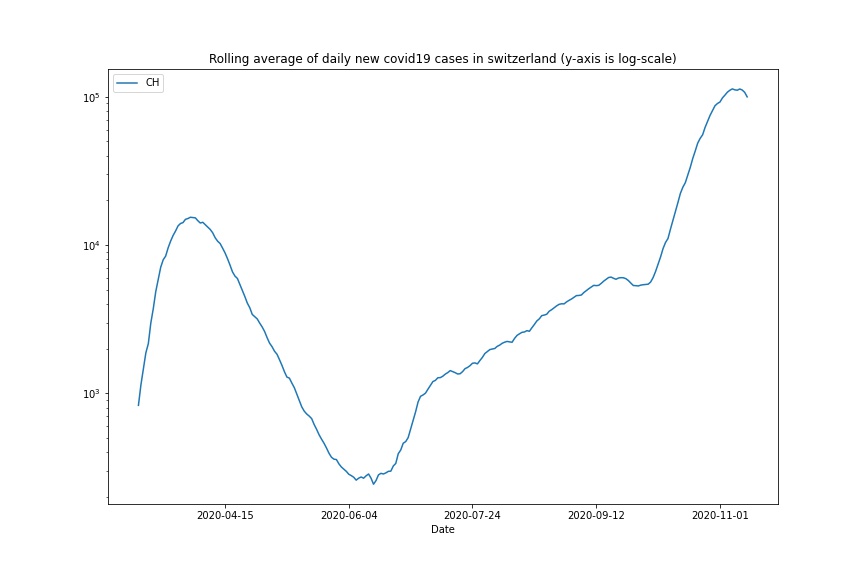 Rolling average of daily new covid19 cases in switzerland (y-axis is log-scale)
CH
10⁵
10⁴
10³
2020-04-15 2020-06-04 2020-07-24 2020-09-12 2020-11-01
Date